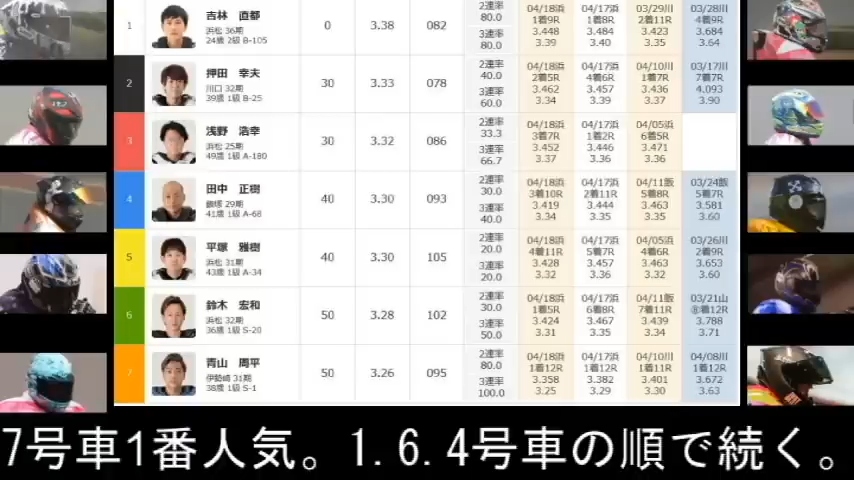 1 吉林 直都 浜松 36期 24歳 2級 B-105 0 3.38 082 2連率 80.0 3連率 80.0 04/18浜 1着9R 3.448 3.39 04/17浜 1着8R 3.484 3.40 03/29川 2着11R 3.423 3.35 03/28川 4着9R 3.684 3.64
2 押田 幸夫 川口 32期 39歳 1級 B-25 30 3.33 078 2連率 40.0 3連率 60.0 04/18浜 2着5R 3.462 3.34 04/17浜 4着6R 3.457 3.39 04/10川 1着7R 3.436 3.37 03/17川 7着7R 4.093 3.90
3 浅野 浩幸 浜松 25期 49歳 1級 A-180 30 3.32 086 2連率 33.3 3連率 66.7 04/18浜 3着7R 3.452 3.37 04/17浜 1着2R 3.446 3.36 04/05浜 6着5R 3.471 3.36
4 田中 正樹 飯塚 29期 41歳 1級 A-68 40 3.30 093 2連率 30.0 3連率 40.0 04/18浜 3着10R 3.419 3.34 04/17浜 2着11R 3.444 3.35 04/11飯 5着8R 3.463 3.35 03/24飯 5着7R 3.581 3.60
5 平塚 雅樹 浜松 31期 43歳 1級 A-34 40 3.30 105 2連率 20.0 3連率 20.0 04/18浜 4着11R 3.428 3.32 04/17浜 5着7R 3.457 3.36 04/05浜 4着6R 3.463 3.32 03/26川 2着9R 3.653 3.60
6 鈴木 宏和 浜松 32期 36歳 1級 S-20 50 3.28 102 2連率 30.0 3連率 50.0 04/18浜 1着5R 3.424 3.31 04/17浜 6着8R 3.467 3.35 04/11飯 7着11R 3.439 3.34 03/21山 着12R 3.788 3.71
7 青山 周平 伊勢崎 31期 38歳 1級 S-1 50 3.26 095 2連率 80.0 3連率 100.0 04/18浜 1着12R 3.358 3.25 04/17浜 1着12R 3.382 3.29 04/10川 1着11R 3.401 3.30 04/08川 1着12R 3.672 3.63
7号車1番人気。1.6.4号車の順で続く。